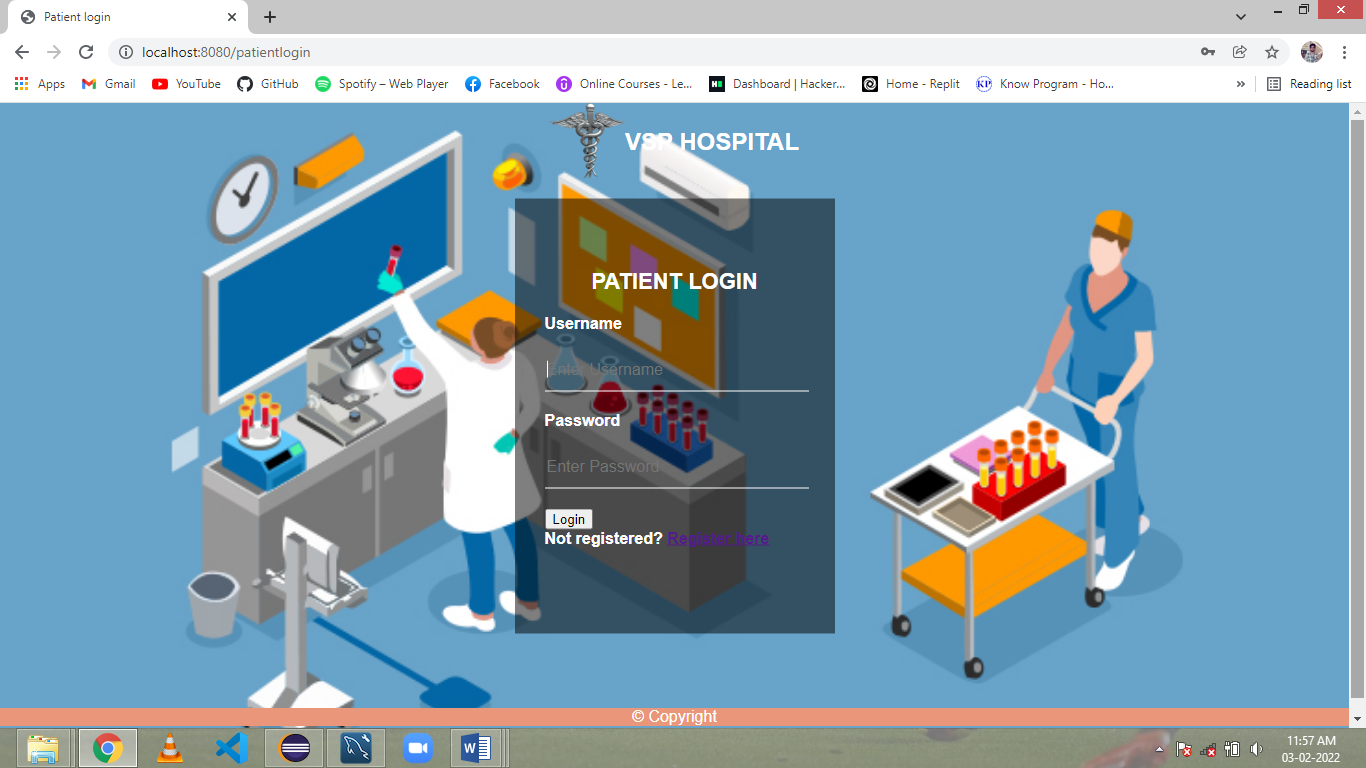 Patient login
localhost:8080/patientlogin
Apps Gmail YouTube GitHub Spotify – Web Player Facebook Online Courses - Le... Dashboard | Hacker... Home - Replit KP Know Program - Ho... » Reading list
VSP HOSPITAL
PATIENT LOGIN
Username
Enter Username
Password
Enter Password
Login
Not registered? Register here
© Copyright
11:57 AM
03-02-2022